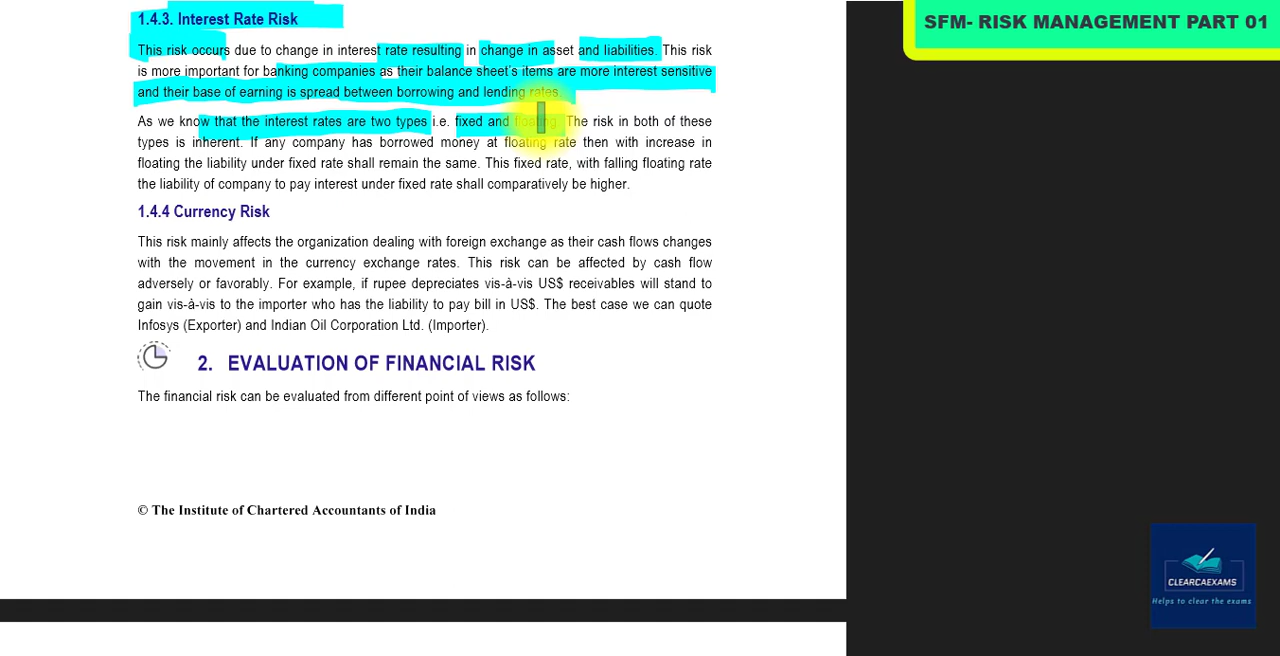 1.4.3. Interest Rate Risk
This risk occurs due to change in interest rate resulting in change in asset and liabilities. This risk
is more important for banking companies as their balance sheet's items are more interest sensitive
and their base of earning is spread between borrowing and lending rates.
As we know that the interest rates are two types i.e. fixed and floating. The risk in both of these
types is inherent. If any company has borrowed money at floating rate then with increase in
floating the liability under fixed rate shall remain the same. This fixed rate, with falling floating rate
the liability of company to pay interest under fixed rate shall comparatively be higher.
1.4.4 Currency Risk
This risk mainly affects the organization dealing with foreign exchange as their cash flows changes
with the movement in the currency exchange rates. This risk can be affected by cash flow
adversely or favorably. For example, if rupee depreciates vis-à-vis US$ receivables will stand to
gain vis-à-vis to the importer who has the liability to pay bill in US$. The best case we can quote
Infosys (Exporter) and Indian Oil Corporation Ltd. (Importer).
2. EVALUATION OF FINANCIAL RISK
The financial risk can be evaluated from different point of views as follows:
© The Institute of Chartered Accountants of India
SFM- RISK MANAGEMENT PART 01
CLEARCAEXAMS
Helps to clear the exams